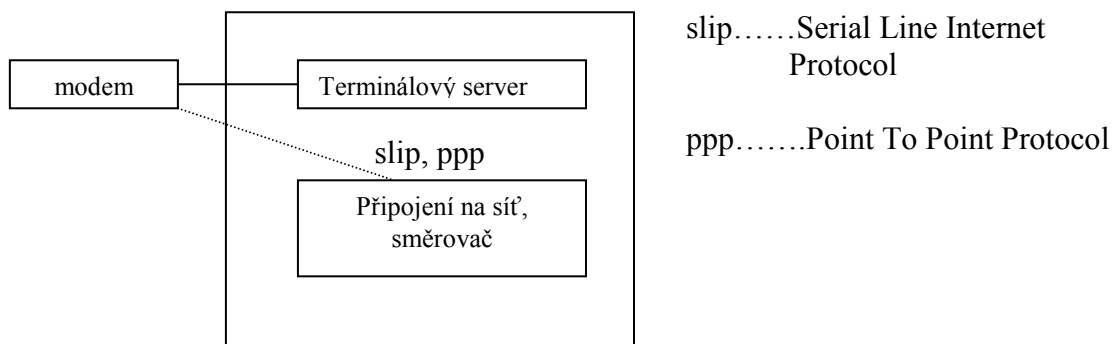 slip……Serial Line Internet
Protocol
modem
Terminálový server
ppp…….Point To Point Protocol
slip, ppp
Připojení na síť,
směrovač